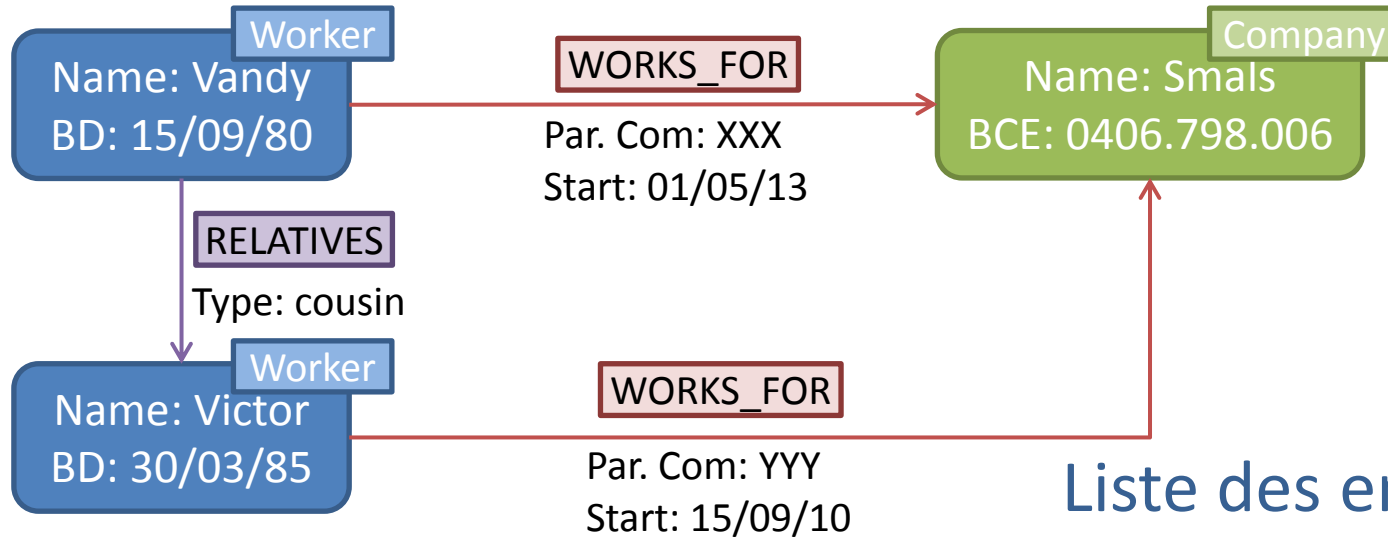 Worker
Name: Vandy
BD: 15/09/80
WORKS_FOR
Par. Com: XXX
Start: 01/05/13
Company
Name: Smals
BCE: 0406.798.006
RELATIVES
Type: cousin
Worker
Name: Victor
BD: 30/03/85
WORKS_FOR
Par. Com: YYY
Start: 15/09/10
Liste des